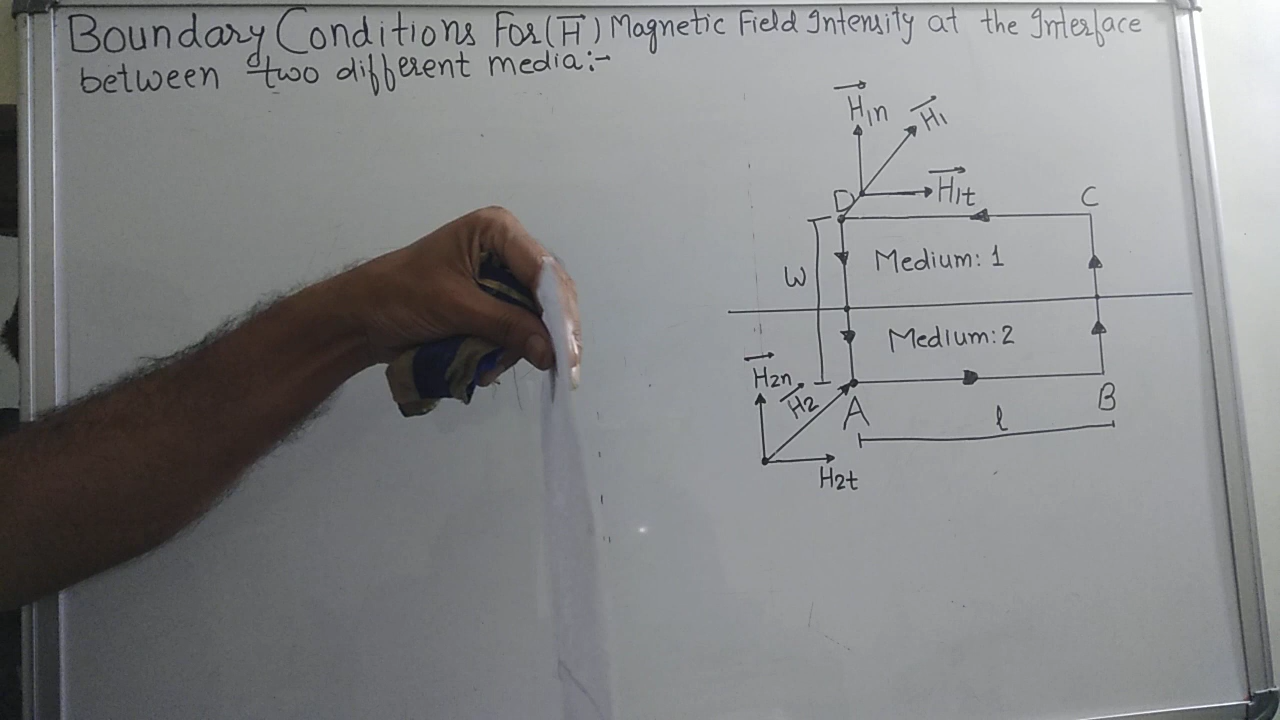 Boundary Conditions For (H) Magnetic Field Intensity at the Interface
between two different media:-
H1n
H1
H1t
D
C
W
Medium: 1
Medium: 2
H2n
H2
A
B
l
H2t